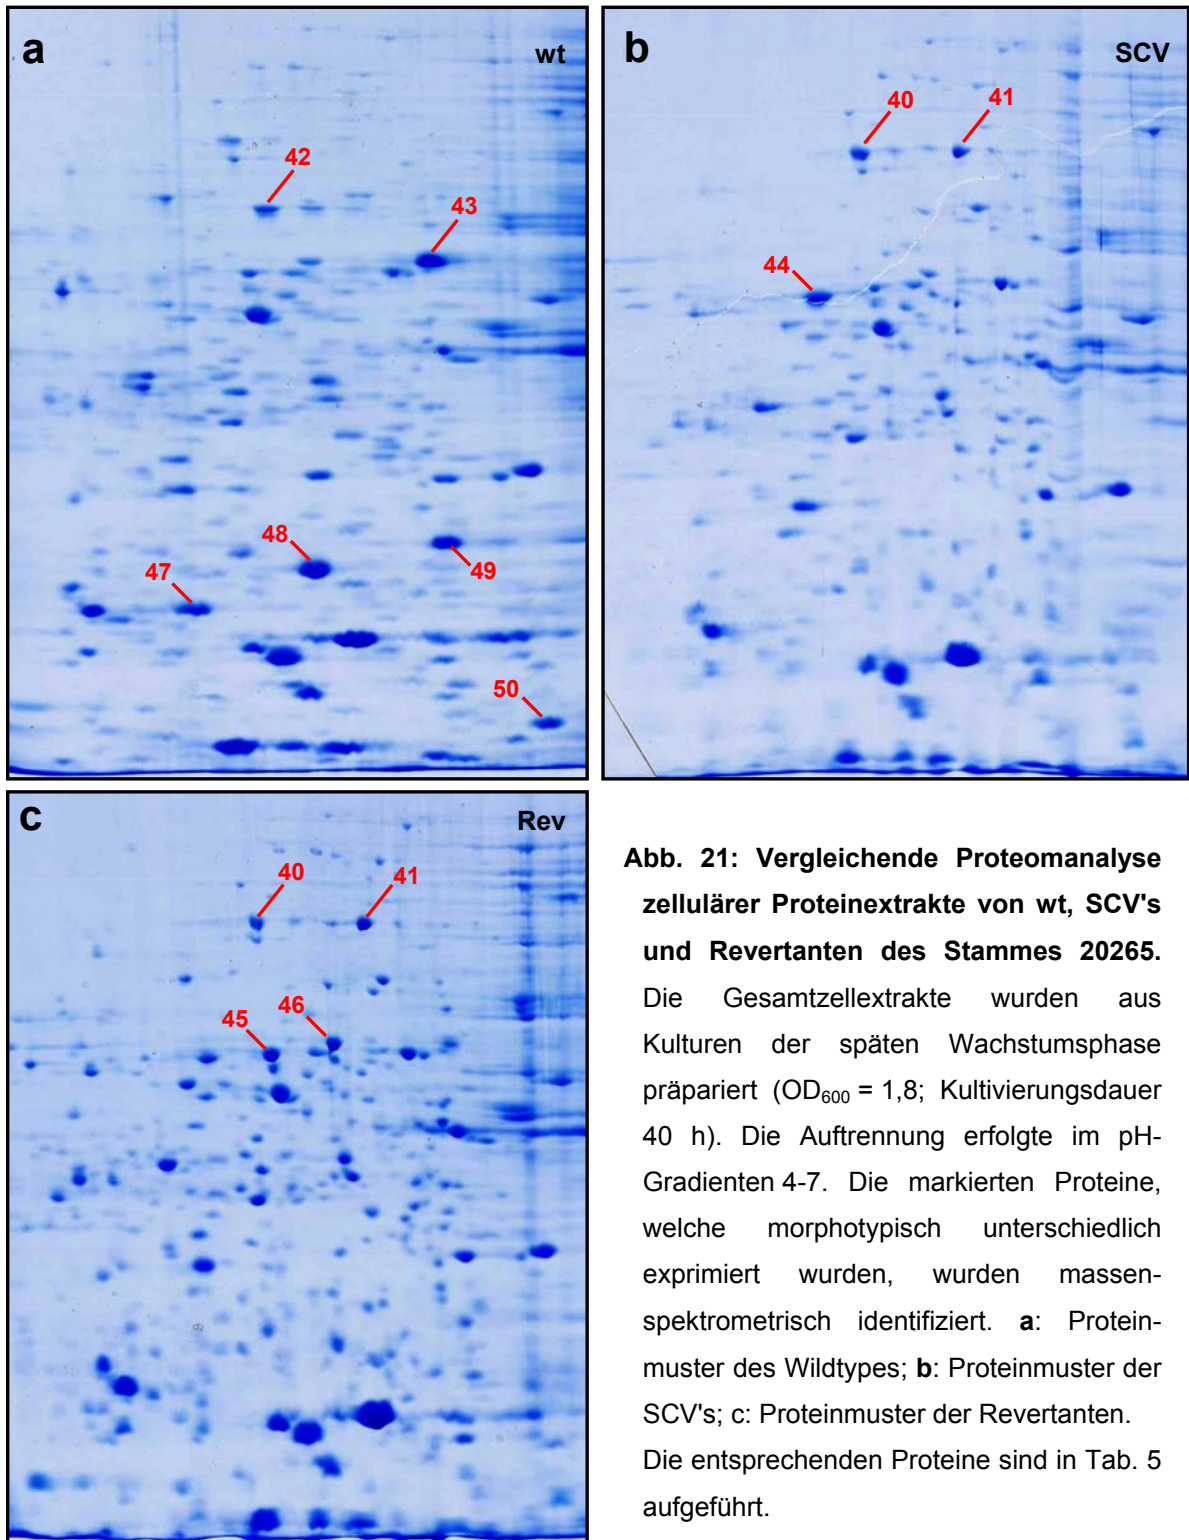 a
wt
42
43
48
49
47
50
b
SCV
40
41
44
c
Rev
40
41
45
46
Abb. 21: Vergleichende Proteomanalyse
zellulärer Proteinextrakte von wt, SCV's
und Revertanten des Stammes 20265.
Die Gesamtzellextrakte wurden aus
Kulturen der späten Wachstumsphase
präpariert (OD600 = 1,8; Kultivierungsdauer
40 h). Die Auftrennung erfolgte im pH-
Gradienten 4-7. Die markierten Proteine,
welche morphotypisch unterschiedlich
exprimiert wurden, wurden massen-
spektrometrisch identifiziert. a: Protein-
muster des Wildtypes; b: Proteinmuster der
SCV's; c: Proteinmuster der Revertanten.
Die entsprechenden Proteine sind in Tab. 5
aufgeführt.